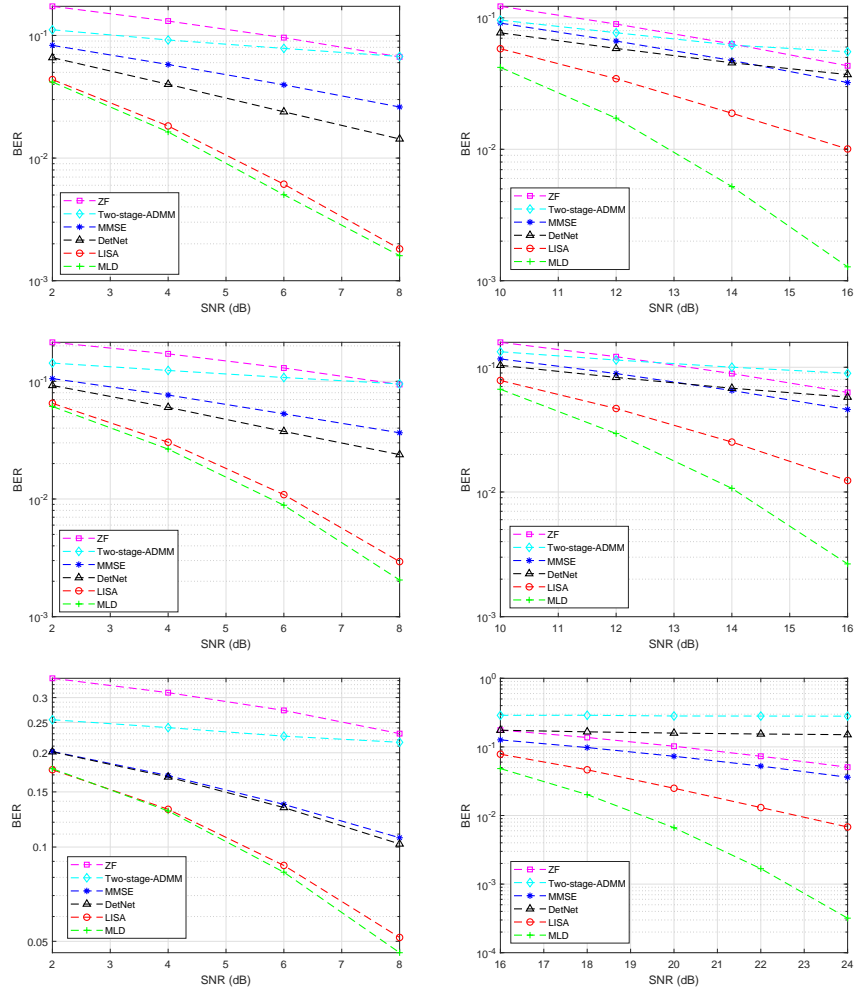 10^-1
10^-2
10^-3
BER
2 3 4 5 6 7 8
SNR (dB)
ZF
Two-stage-ADMM
MMSE
DetNet
LISA
MLD
10^-1
10^-2
10^-3
BER
10 11 12 13 14 15 16
SNR (dB)
ZF
Two-stage-ADMM
MMSE
DetNet
LISA
MLD
10^-1
10^-2
10^-3
BER
2 3 4 5 6 7 8
SNR (dB)
ZF
Two-stage-ADMM
MMSE
DetNet
LISA
MLD
10^-1
10^-2
10^-3
BER
10 11 12 13 14 15 16
SNR (dB)
ZF
Two-stage-ADMM
MMSE
DetNet
LISA
MLD
0.3
0.25
0.2
0.15
0.1
0.05
BER
2 3 4 5 6 7 8
SNR (dB)
ZF
Two-stage-ADMM
MMSE
DetNet
LISA
MLD
10^0
10^-1
10^-2
10^-3
10^-4
BER
16 17 18 19 20 21 22 23 24
SNR (dB)
ZF
Two-stage-ADMM
MMSE
DetNet
LISA
MLD